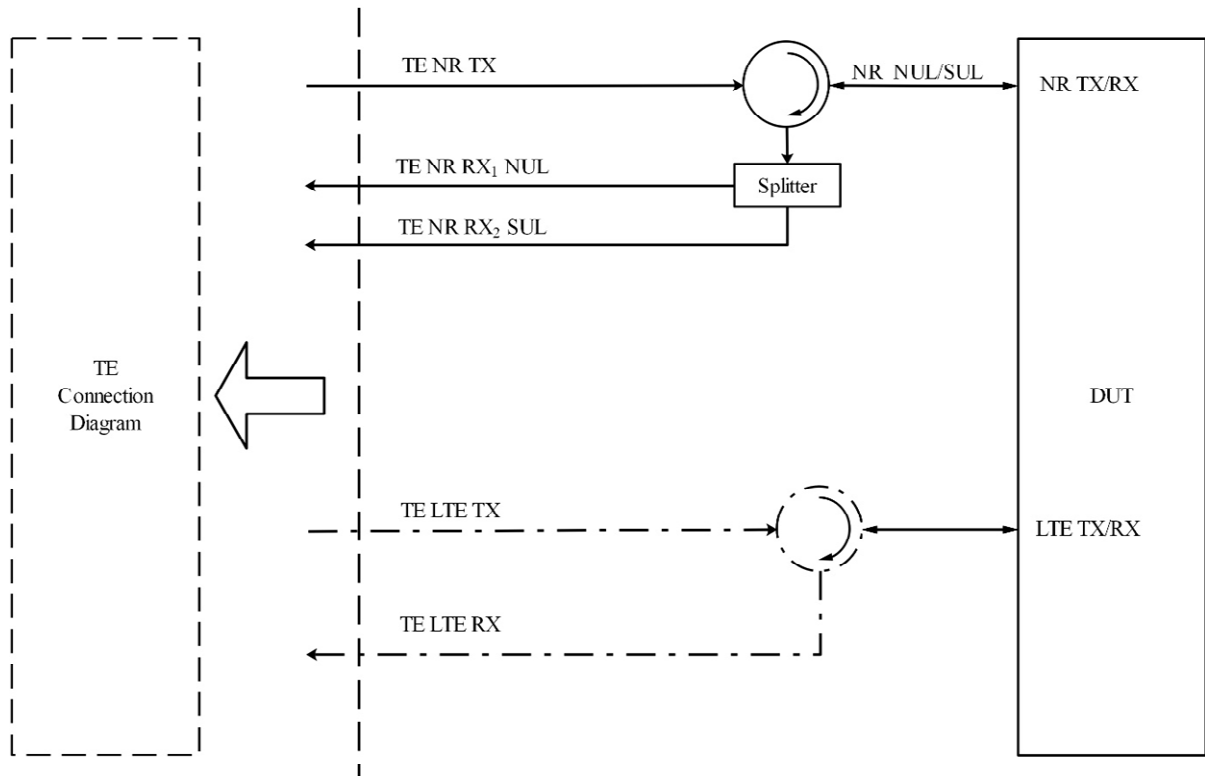 TE NR TX
NR NUL/SUL
NR TX/RX
TE NR RX₁ NUL
Splitter
TE NR RX₂ SUL
TE
Connection
Diagram
DUT
TE LTE TX
LTE TX/RX
TE LTE RX